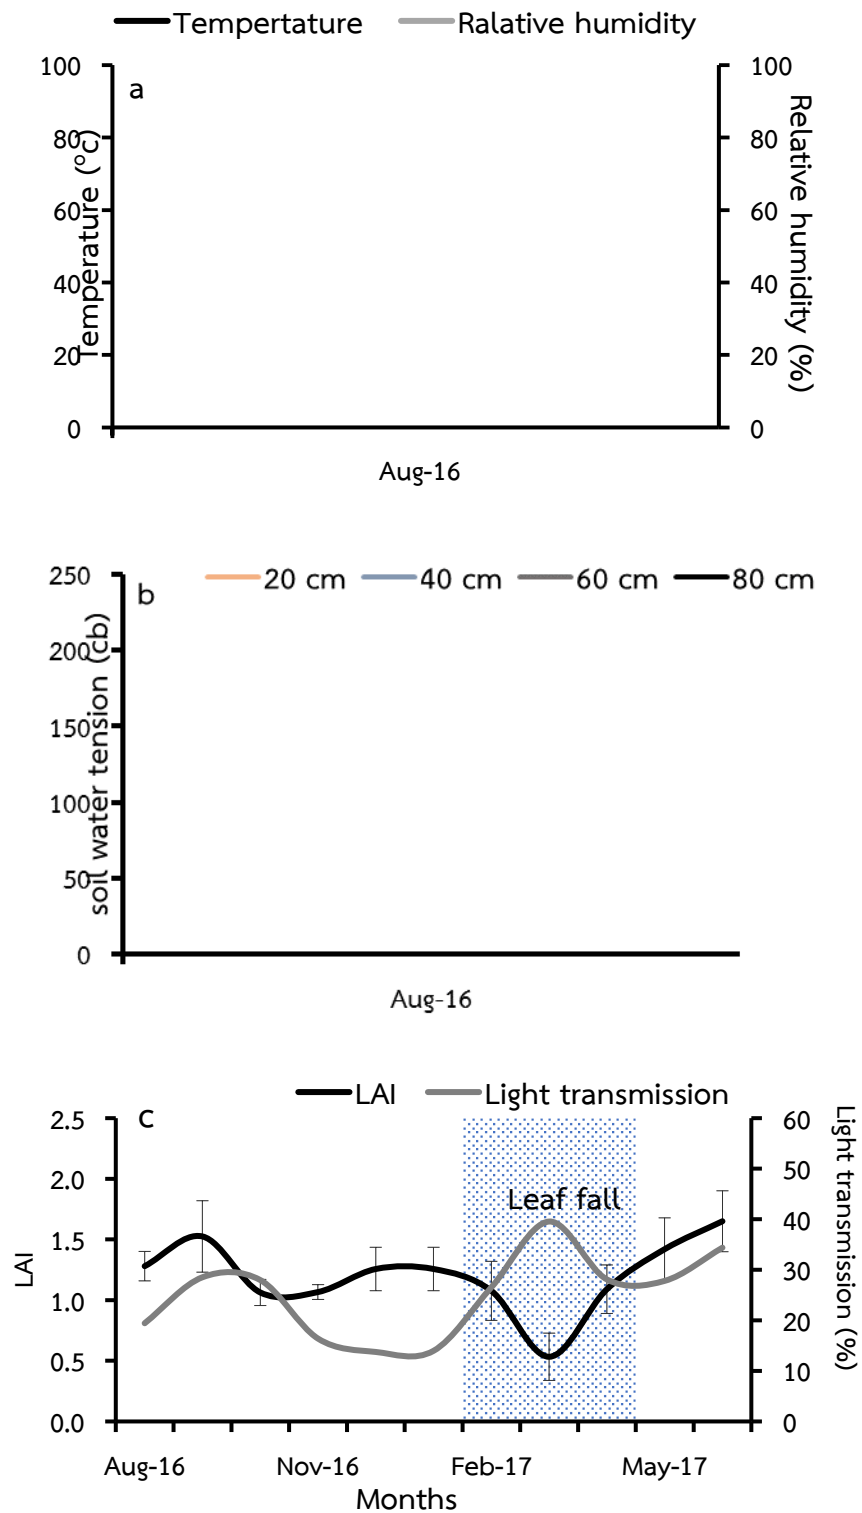 Tempertature Ralative humidity
a
100 100
80 80
60 60
40 40
20 20
0 0
Temperature (°c)
Relative humidity (%)
Aug-16
20 cm 40 cm 60 cm 80 cm
b
250
200
150
100
50
0
soil water tension (cb)
Aug-16
LAI Light transmission
c
2.5 60
2.0 50
1.5 40
1.0 30
0.5 20
0.0 10
0
LAI
Light transmission (%)
Leaf fall
Aug-16 Nov-16 Feb-17 May-17
Months